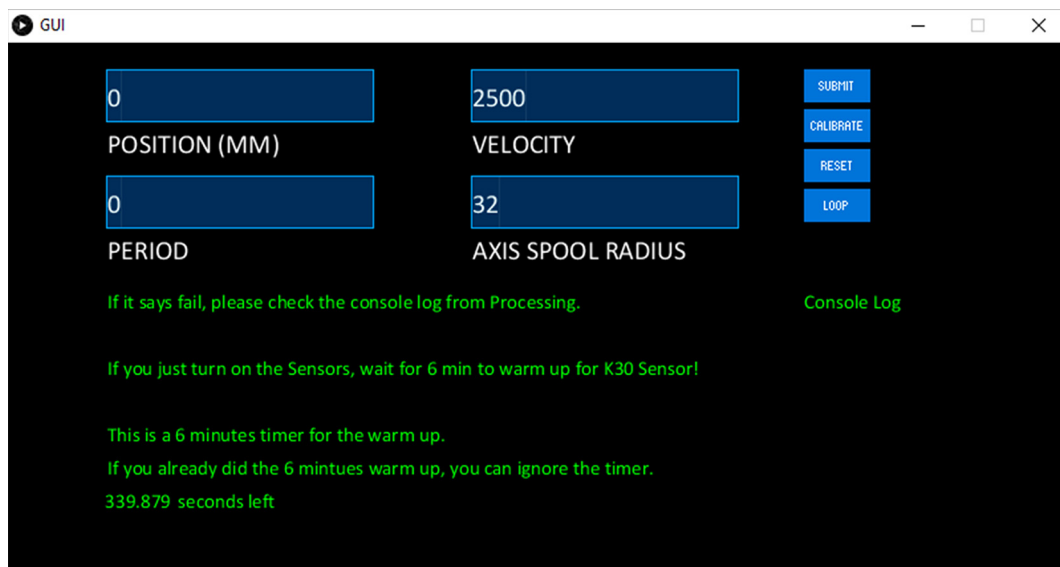 GUI
0
2500
SUBMIT
POSITION (MM)
VELOCITY
CALIBRATE
RESET
0
32
LOOP
PERIOD
AXIS SPOOL RADIUS
If it says fail, please check the console log from Processing.
Console Log
If you just turn on the Sensors, wait for 6 min to warm up for K30 Sensor!
This is a 6 minutes timer for the warm up.
If you already did the 6 mintues warm up, you can ignore the timer.
339.879 seconds left